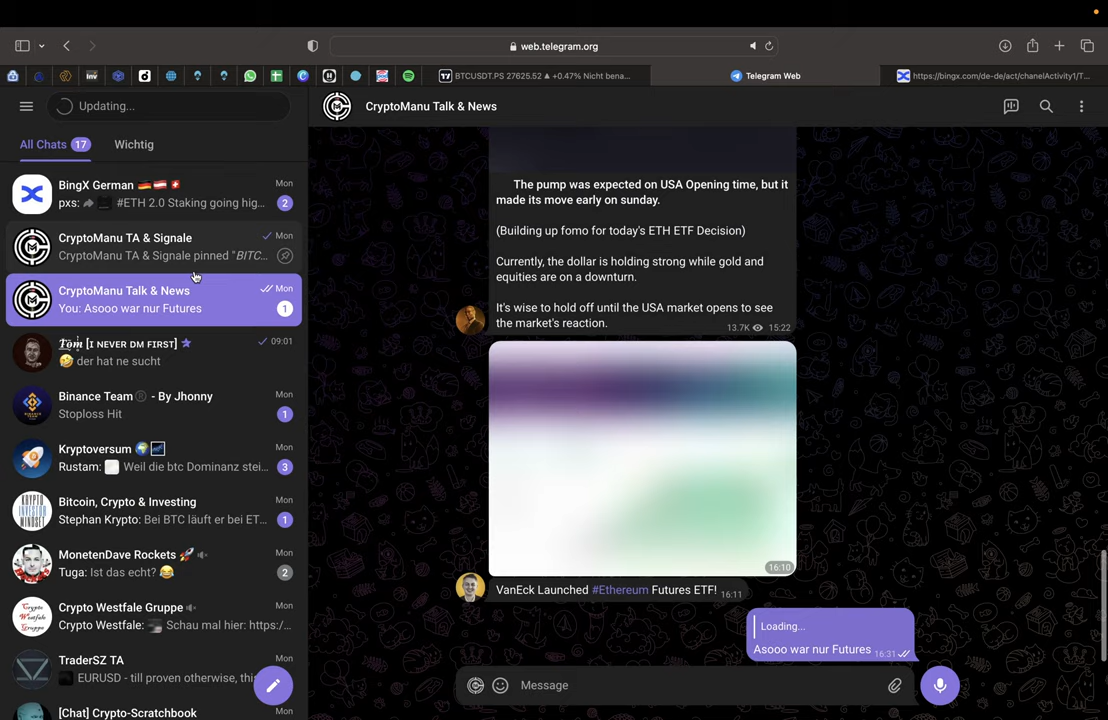 web.telegram.org
BTCUSDT.PS 27625.52 ▲ +0.47% Nicht bena...
Telegram Web
https://bingx.com/de-de/act/chanelActivity1/T...
Updating...
All Chats 17
Wichtig
BingX German 🇩🇪🇦🇹🇨🇭 Mon
pxs: #ETH 2.0 Staking going hig... 2
CryptoManu TA & Signale Mon
CryptoManu TA & Signale pinned "BITC...
CryptoManu Talk & News Mon
You: Asooo war nur Futures 1
Tom [I NEVER DM FIRST] 09:01
🤣 der hat ne sucht
Binance Team® - By Jhonny Mon
Stoploss Hit 1
Kryptoversum Mon
Rustam: Weil die btc Dominanz stei... 3
Bitcoin, Crypto & Investing Mon
Stephan Krypto: Bei BTC läuft er bei ET... 1
MonetenDave Rockets 🚀 Mon
Tuga: Ist das echt? 😂 2
Crypto Westfale Gruppe Mon
Crypto Westfale: Schau mal hier: https:/...
TraderSZ TA Mon
EURUSD - till proven otherwise, thi
[Chat] Crypto-Scratchbook Mon
CryptoManu Talk & News
The pump was expected on USA Opening time, but it
made its move early on sunday.
(Building up fomo for today's ETH ETF Decision)
Currently, the dollar is holding strong while gold and
equities are on a downturn.
It's wise to hold off until the USA market opens to see
the market's reaction.
13.7K 15:22
16:10
VanEck Launched #Ethereum Futures ETF! 16:11
Loading...
Asooo war nur Futures 16:31
Message